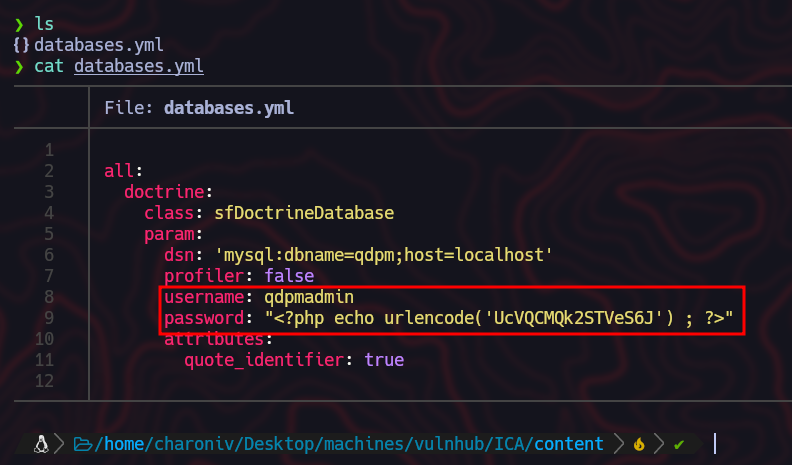 ❯ ls
{}databases.yml
❯ cat databases.yml
File: databases.yml
1
2 all:
3 doctrine:
4 class: sfDoctrineDatabase
5 param:
6 dsn: 'mysql:dbname=qdpm;host=localhost'
7 profiler: false
8 username: qdpmadmin
9 password: "<?php echo urlencode('UcVQCMQk2STVeS6J') ; ?>"
10 attributes:
11 quote_identifier: true
12
/home/charoniv/Desktop/machines/vulnhub/ICA/content